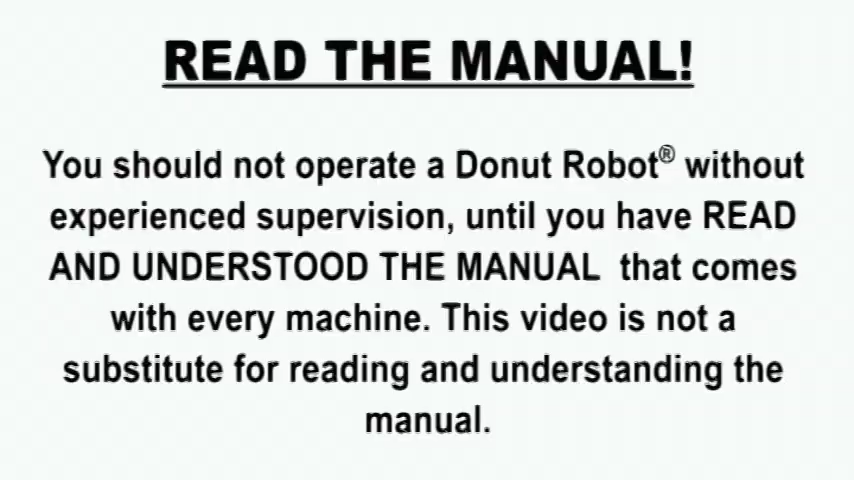 READ THE MANUAL!
You should not operate a Donut Robot® without
experienced supervision, until you have READ
AND UNDERSTOOD THE MANUAL that comes
with every machine. This video is not a
substitute for reading and understanding the
manual.